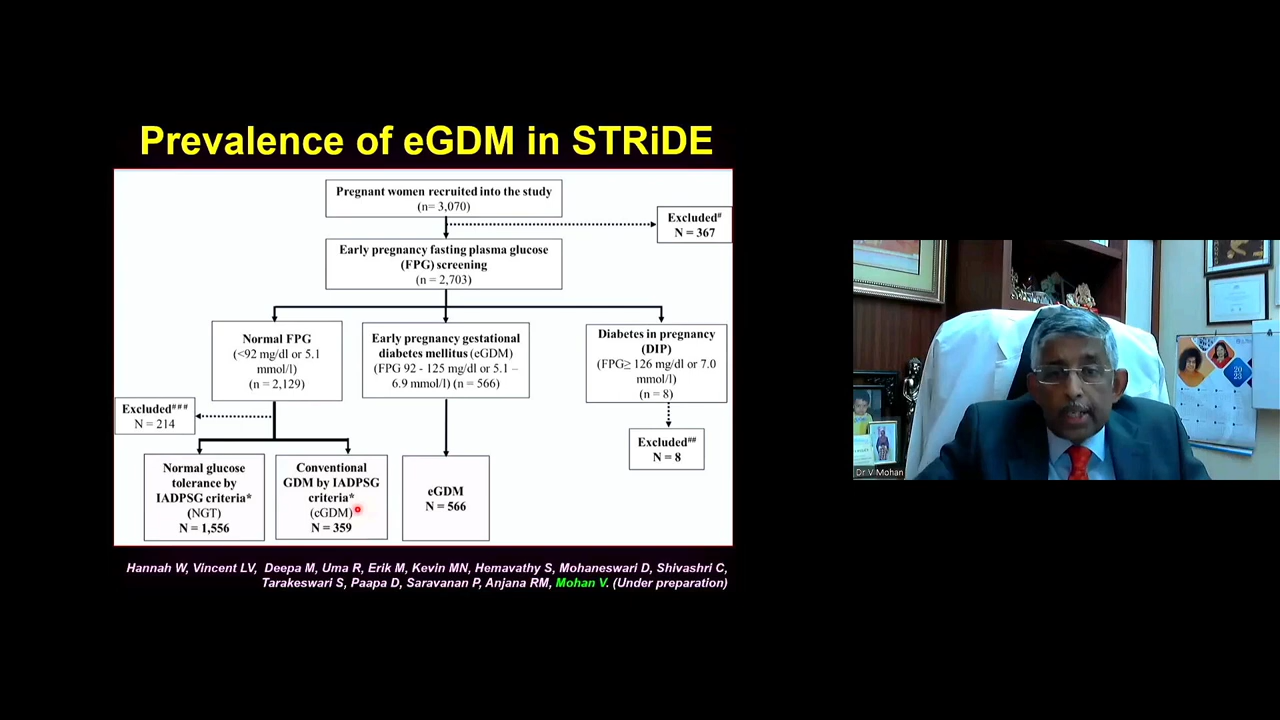 Prevalence of eGDM in STRiDE
Pregnant women recruited into the study
(n= 3,070)
Excluded#
N = 367
Early pregnancy fasting plasma glucose
(FPG) screening
(n = 2,703)
Normal FPG
(<92 mg/dl or 5.1
mmol/l)
(n = 2,129)
Early pregnancy gestational
diabetes mellitus (eGDM)
(FPG 92 - 125 mg/dl or 5.1 –
6.9 mmol/l) (n = 566)
Diabetes in pregnancy
(DIP)
(FPG≥ 126 mg/dl or 7.0
mmol/l)
(n = 8)
Excluded###
N = 214
Excluded##
N = 8
Normal glucose
tolerance by
IADPSG criteria*
(NGT)
N = 1,556
Conventional
GDM by IADPSG
criteria*
(cGDM)
N = 359
eGDM
N = 566
Hannah W, Vincent LV, Deepa M, Uma R, Erik M, Kevin MN, Hemavathy S, Mohaneswari D, Shivashri C,
Tarakeswari S, Paapa D, Saravanan P, Anjana RM, Mohan V. (Under preparation)
Dr V Mohan
20
23